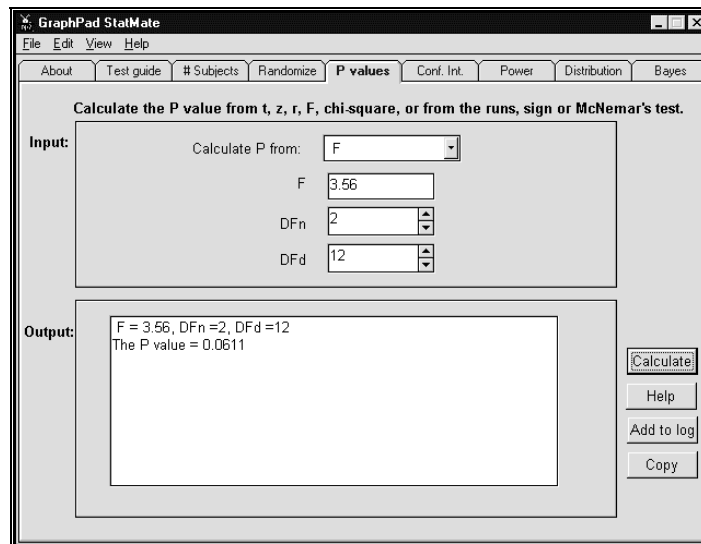 GraphPad StatMate
File Edit View Help
About Test guide # Subjects Randomize P values Conf. Int. Power Distribution Bayes
Calculate the P value from t, z, r, F, chi-square, or from the runs, sign or McNemar's test.
Input:
Calculate P from: F
F 3.56
DFn 2
DFd 12
Output:
F = 3.56, DFn =2, DFd =12
The P value = 0.0611
Calculate
Help
Add to log
Copy